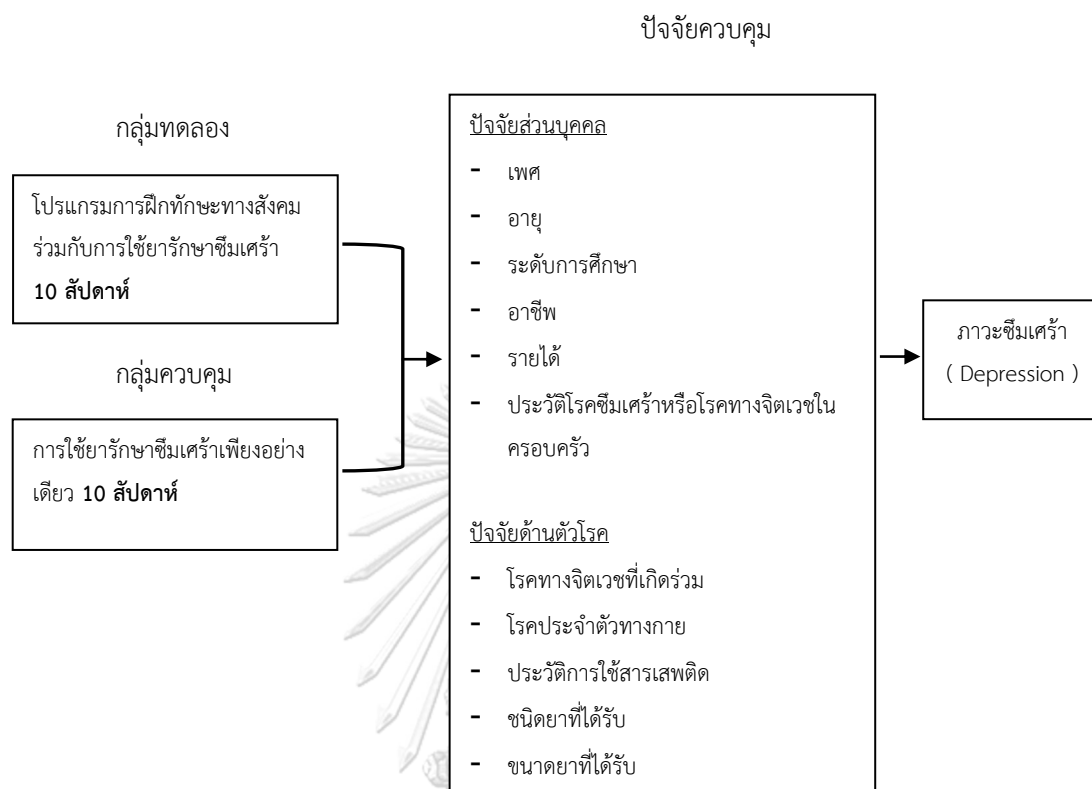 ปัจจัยควบคุม
กลุ่มทดลอง
โปรแกรมการฝึกทักษะทางสังคม
ร่วมกับการใช้ยารักษาซึมเศร้า
10 สัปดาห์
กลุ่มควบคุม
การใช้ยารักษาซึมเศร้าเพียงอย่าง
เดียว 10 สัปดาห์
ปัจจัยส่วนบุคคล
- เพศ
- อายุ
- ระดับการศึกษา
- อาชีพ
- รายได้
- ประวัติโรคซึมเศร้าหรือโรคทางจิตเวชใน
ครอบครัว
ปัจจัยด้านตัวโรค
- โรคทางจิตเวชที่เกิดร่วม
- โรคประจำตัวทางกาย
- ประวัติการใช้สารเสพติด
- ชนิดยาที่ได้รับ
- ขนาดยาที่ได้รับ
ภาวะซึมเศร้า
( Depression )